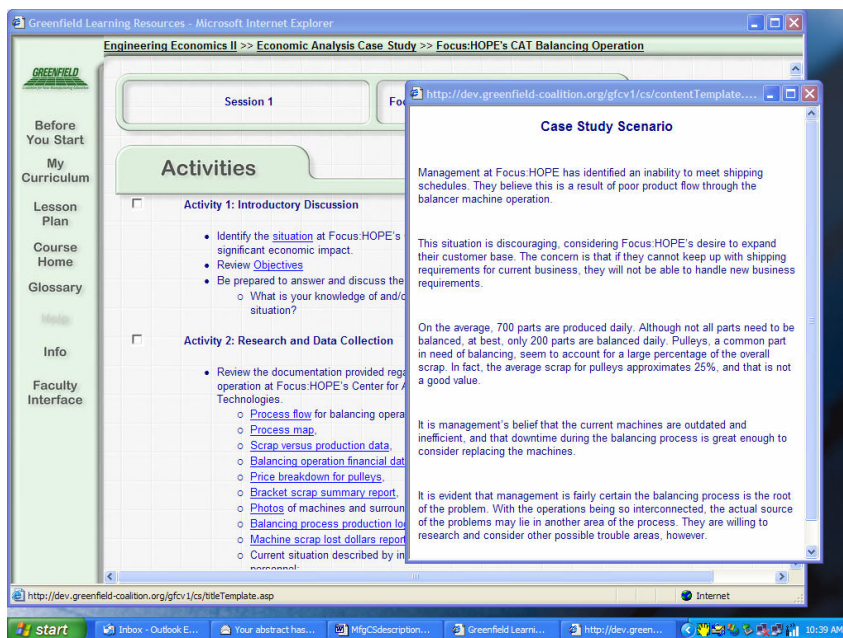 Greenfield Learning Resources - Microsoft Internet Explorer
Engineering Economics II >> Economic Analysis Case Study >> Focus:HOPE's CAT Balancing Operation
GREENFIELD
Before
You Start
My
Curriculum
Lesson
Plan
Course
Home
Glossary
Help
Info
Faculty
Interface
Session 1
Activities
Activity 1: Introductory Discussion
• Identify the situation at Focus:HOPE's
significant economic impact.
• Review Objectives
• Be prepared to answer and discuss the
o What is your knowledge of and/
situation?
Activity 2: Research and Data Collection
• Review the documentation provided rega
operation at Focus:HOPE's Center for A
Technologies.
o Process flow for balancing opera
o Process map,
o Scrap versus production data,
o Balancing operation financial dat
o Price breakdown for pulleys,
o Bracket scrap summary report,
o Photos of machines and surroun
o Balancing process production lo
o Machine scrap lost dollars report
o Current situation described by in
personnel:
http://dev.greenfield-coalition.org/gfcv1/cs/contentTemplate....
Case Study Scenario
Management at Focus:HOPE has identified an inability to meet shipping
schedules. They believe this is a result of poor product flow through the
balancer machine operation.
This situation is discouraging, considering Focus:HOPE's desire to expand
their customer base. The concern is that if they cannot keep up with shipping
requirements for current business, they will not be able to handle new business
requirements.
On the average, 700 parts are produced daily. Although not all parts need to be
balanced, at best, only 200 parts are balanced daily. Pulleys, a common part
in need of balancing, seem to account for a large percentage of the overall
scrap. In fact, the average scrap for pulleys approximates 25%, and that is not
a good value.
It is management's belief that the current machines are outdated and
inefficient, and that downtime during the balancing process is great enough to
consider replacing the machines.
It is evident that management is fairly certain the balancing process is the root
of the problem. With the operations being so interconnected, the actual source
of the problems may lie in another area of the process. They are willing to
research and consider other possible trouble areas, however.
http://dev.greenfield-coalition.org/gfcv1/cs/titleTemplate.asp
Internet
start
Inbox - Outlook E...
Your abstract has...
MfgCSdescription...
Greenfield Learni...
http://dev.green...
10:39 AM